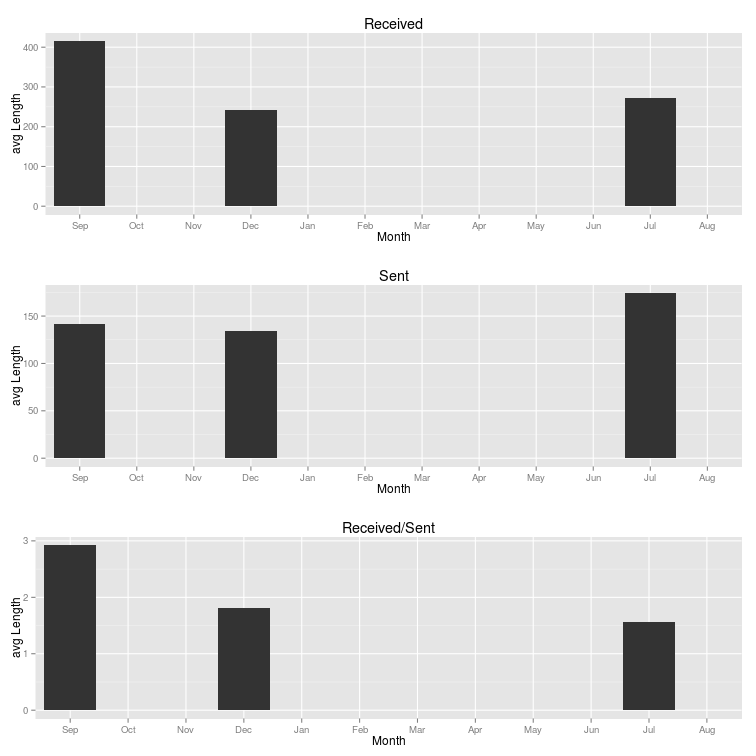 Received
avg Length
400
300
200
100
0
Sep Oct Nov Dec Jan Feb Mar Apr May Jun Jul Aug
Month
Sent
avg Length
150
100
50
0
Sep Oct Nov Dec Jan Feb Mar Apr May Jun Jul Aug
Month
Received/Sent
avg Length
3
2
1
0
Sep Oct Nov Dec Jan Feb Mar Apr May Jun Jul Aug
Month